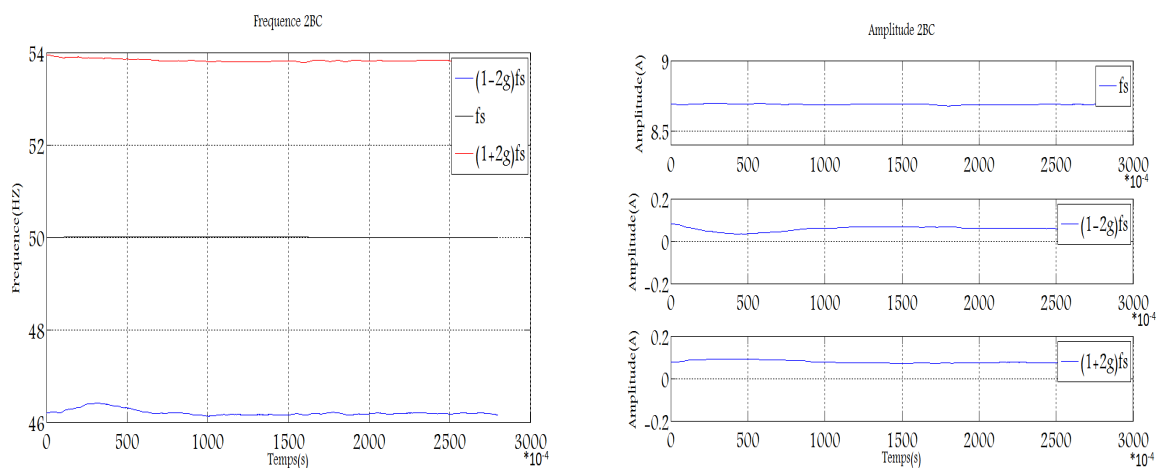 Frequence 2BC
54
52
50
48
46
Frequence(HZ)
(1-2g)fs
fs
(1+2g)fs
0 500 1000 1500 2000 2500 3000
*10-4
Temps(s)
Amplitude 2BC
9
8.5
Amplitude(A)
fs
0 500 1000 1500 2000 2500 3000
*10-4
0.2
0
-0.2
Amplitude(A)
(1-2g)fs
0 500 1000 1500 2000 2500 3000
*10-4
0.2
0
-0.2
Amplitude(A)
(1+2g)fs
0 500 1000 1500 2000 2500 3000
*10-4
Temps(s)